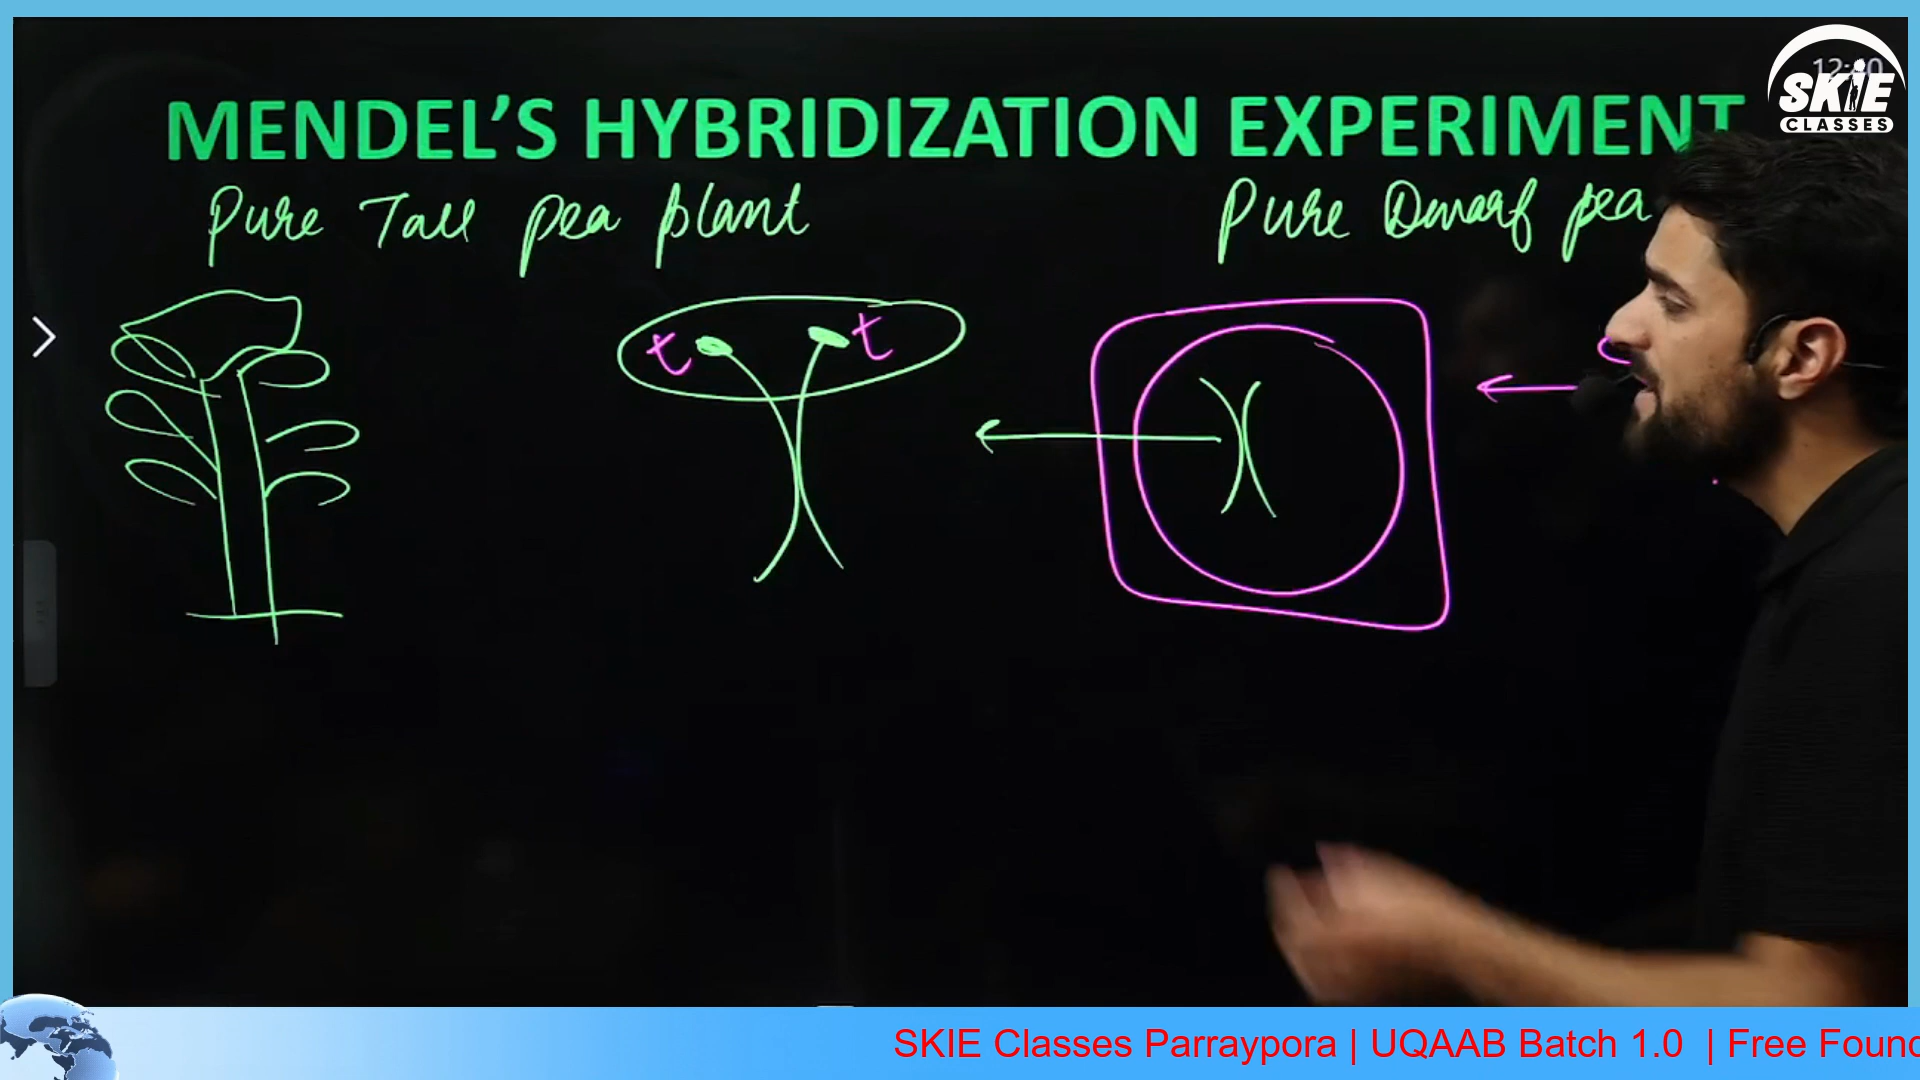 SKIE
CLASSES
MENDEL'S HYBRIDIZATION EXPERIMENT
Pure Tall pea plant
Pure Dwarf pea
t t
SKIE Classes Parraypora | UQAAB Batch 1.0 | Free Found